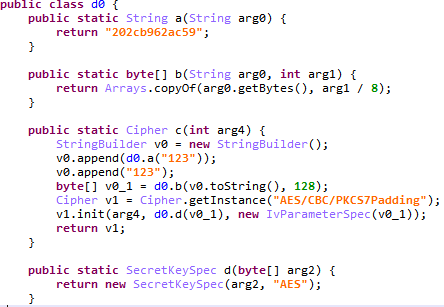 public class d0 {
public static String a(String arg0) {
return "202cb962ac59";
}
public static byte[] b(String arg0, int arg1) {
return Arrays.copyOf(arg0.getBytes(), arg1 / 8);
}
public static Cipher c(int arg4) {
StringBuilder v0 = new StringBuilder();
v0.append(d0.a("123"));
v0.append("123");
byte[] v0_1 = d0.b(v0.toString(), 128);
Cipher v1 = Cipher.getInstance("AES/CBC/PKCS7Padding");
v1.init(arg4, d0.d(v0_1), new IvParameterSpec(v0_1));
return v1;
}
public static SecretKeySpec d(byte[] arg2) {
return new SecretKeySpec(arg2, "AES");
}